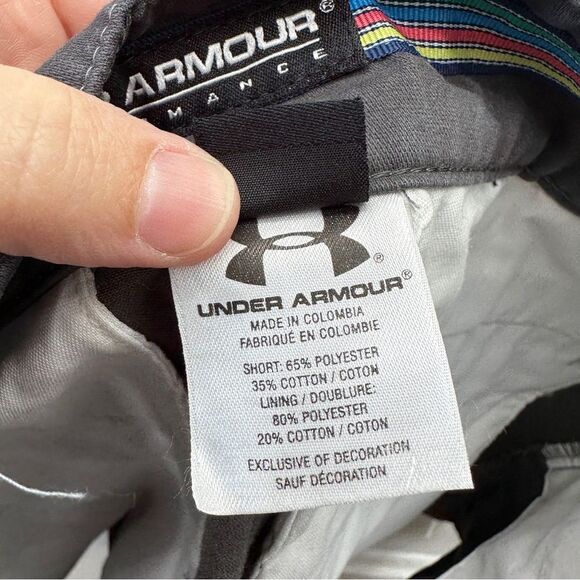 ARMOUR®
MANCE
UNDER ARMOUR®
MADE IN COLOMBIA
FABRIQUÉ EN COLOMBIE
SHORT: 65% POLYESTER
35% COTTON / COTON
LINING / DOUBLURE:
80% POLYESTER
20% COTTON / COTON
EXCLUSIVE OF DECORATION
SAUF DÉCORATION